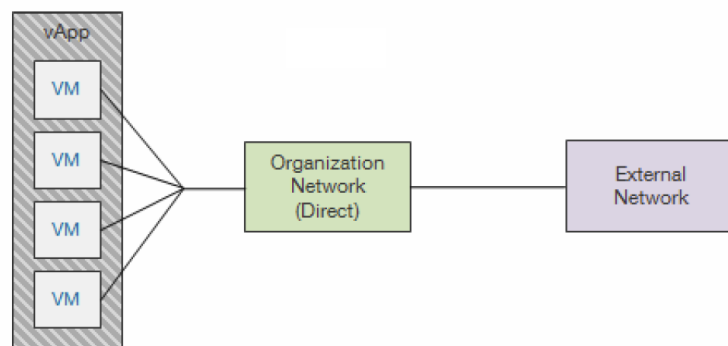 vApp
VM
VM
VM
VM
Organization
Network
(Direct)
External
Network